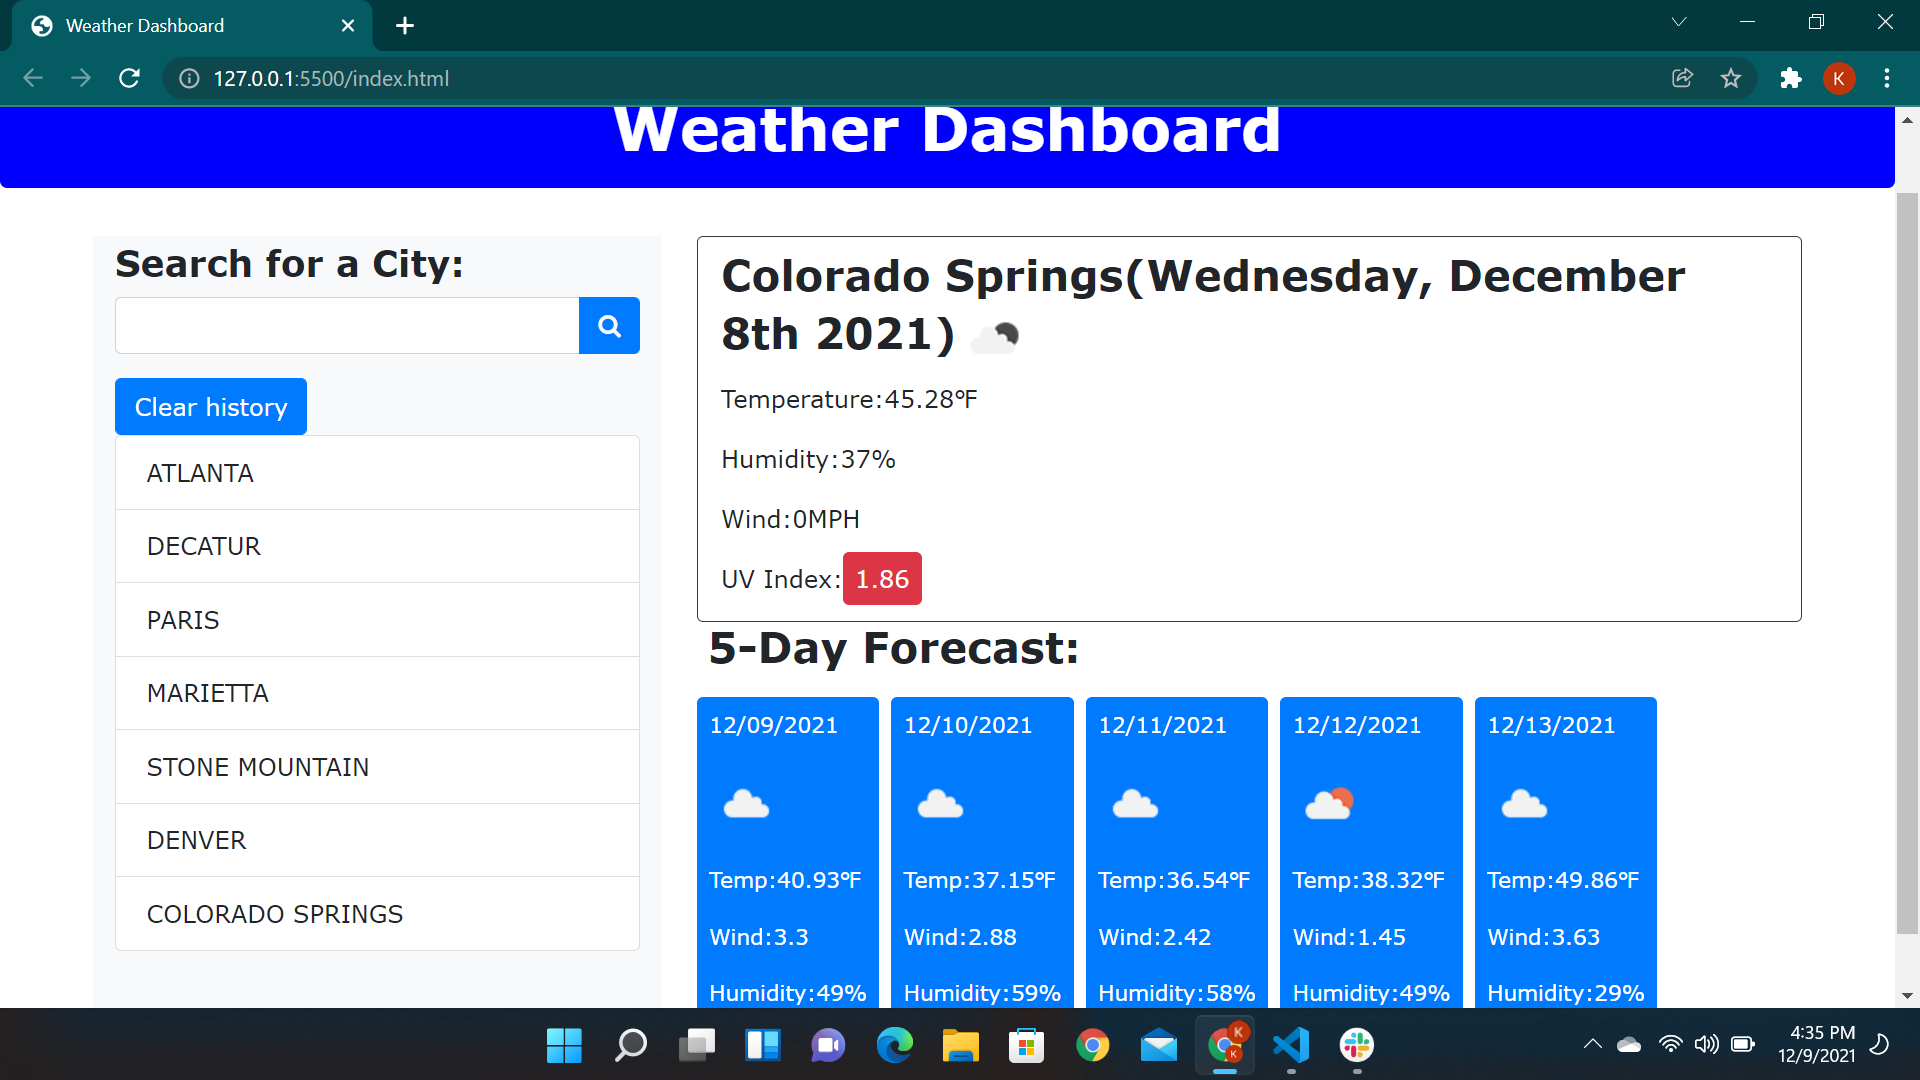 Weather Dashboard
127.0.0.1:5500/index.html
K
Weather Dashboard
Search for a City:
Clear history
ATLANTA
DECATUR
PARIS
MARIETTA
STONE MOUNTAIN
DENVER
COLORADO SPRINGS
Colorado Springs(Wednesday, December
8th 2021)
Temperature:45.28°F
Humidity:37%
Wind:0MPH
UV Index:1.86
5-Day Forecast:
12/09/2021
Temp:40.93°F
Wind:3.3
Humidity:49%
12/10/2021
Temp:37.15°F
Wind:2.88
Humidity:59%
12/11/2021
Temp:36.54°F
Wind:2.42
Humidity:58%
12/12/2021
Temp:38.32°F
Wind:1.45
Humidity:49%
12/13/2021
Temp:49.86°F
Wind:3.63
Humidity:29%
K
K
4:35 PM
12/9/2021